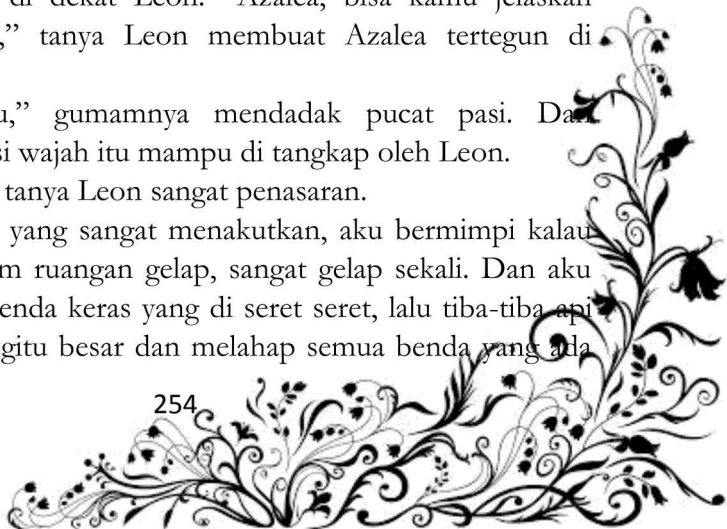 di dekat Leon. “Azalea, bisa kamu jelaskan
,” tanya Leon membuat Azalea tertegun di
u,” gumamnya mendadak pucat pasi. Dan
si wajah itu mampu di tangkap oleh Leon.
tanya Leon sangat penasaran.
yang sangat menakutkan, aku bermimpi kalau
m ruangan gelap, sangat gelap sekali. Dan aku
enda keras yang di seret seret, lalu tiba-tiba api
gitu besar dan melahap semua benda yang ada
254